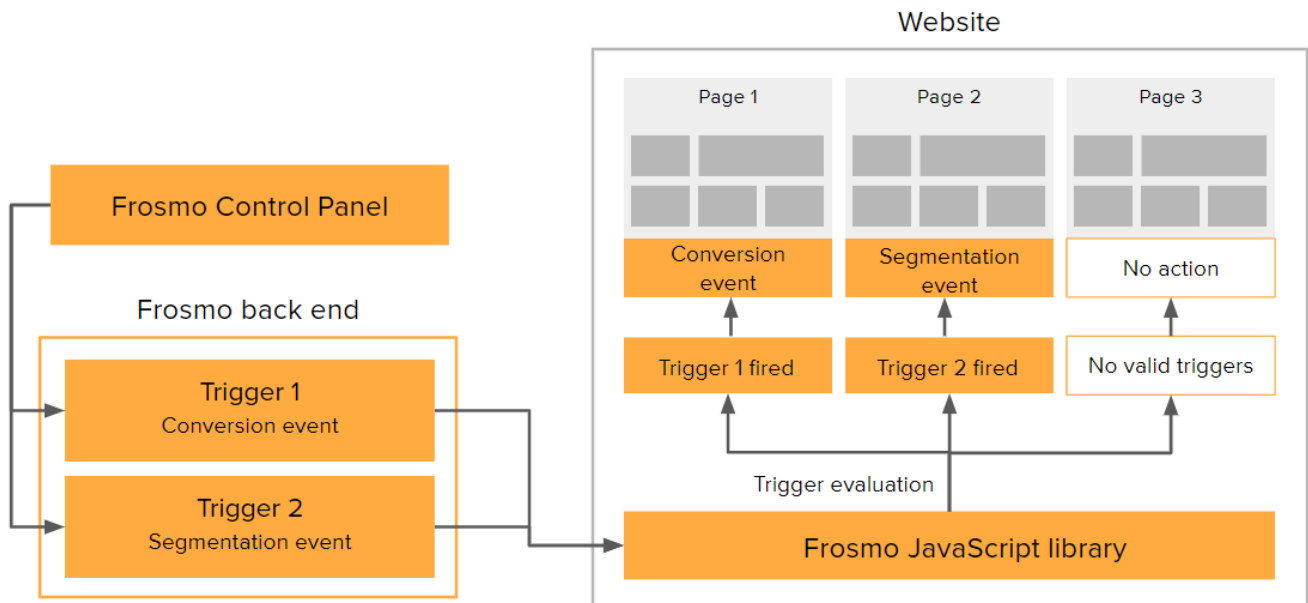 Website
Page 1
Page 2
Page 3
Frosmo Control Panel
Conversion
event
Segmentation
event
No action
Frosmo back end
Trigger 1 fired
Trigger 2 fired
No valid triggers
Trigger 1
Conversion event
Trigger evaluation
Trigger 2
Segmentation event
Frosmo JavaScript library